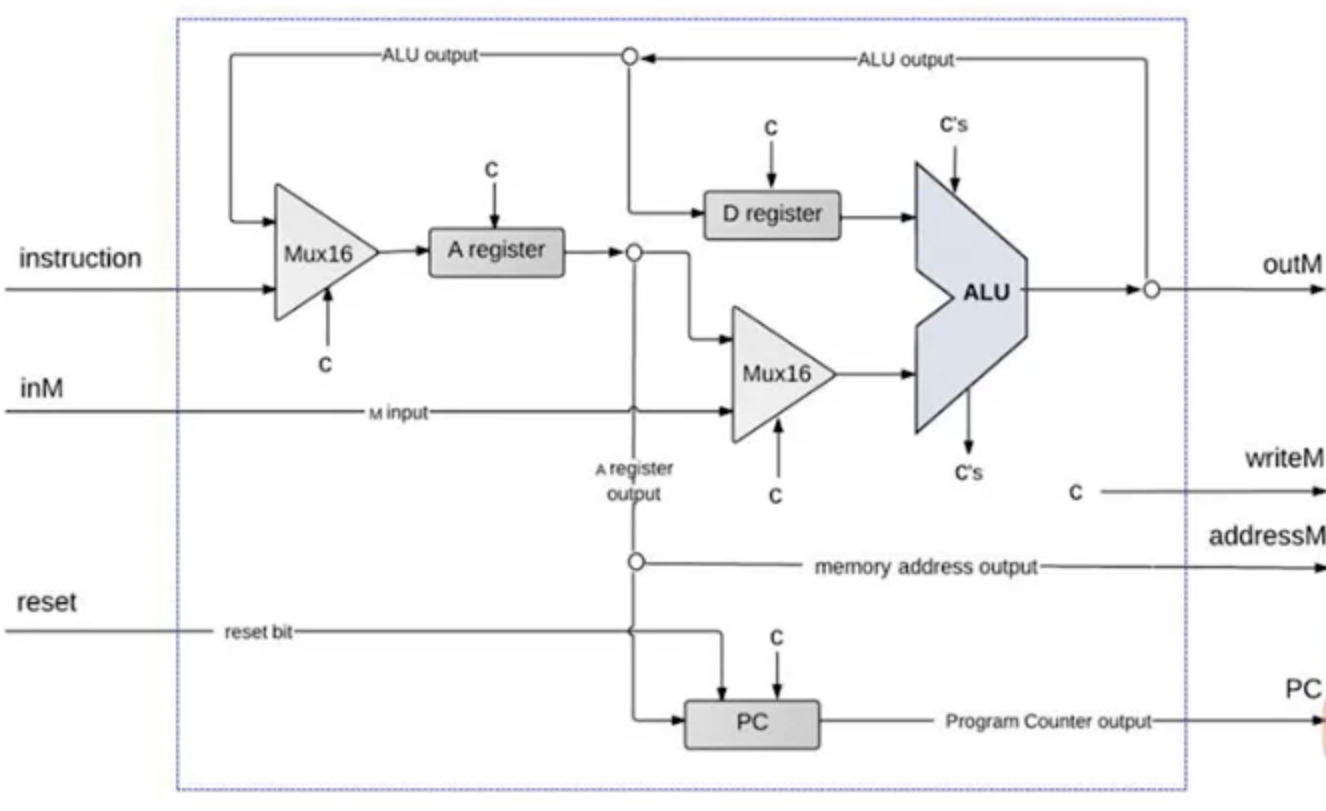 ALU output
ALU output
C
C's
C
D register
instruction
Mux16
A register
outM
ALU
C
inM
Mux16
M input
A register
output
C
C's
writeM
C
addressM
memory address output
reset
reset bit
C
PC
PC
Program Counter output